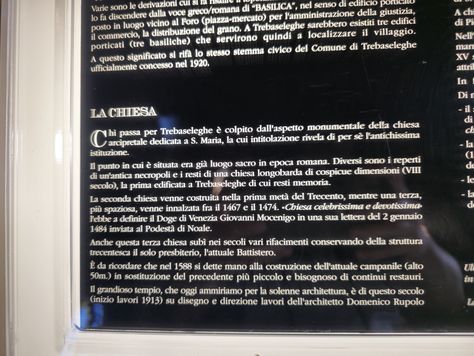 Varie sono le derivazioni cui si fa risalire
lo fa discendere dalla voce greco/romana di "BASILICA", nel senso di edificio porticato
posto in luogo vicino al Foro (piazza-mercato) per l'amministrazione della giustizia,
il commercio, la distribuzione del grano. A Trebaseleghe sarebbero esistiti tre edifici
porticati (tre basiliche) che servirono quindi a localizzare il villaggio.
A questo significato si rifà lo stesso stemma civico del Comune di Trebaseleghe
ufficialmente concesso nel 1920.
LA CHIESA
Chi passa per Trebaseleghe è colpito dall'aspetto monumentale della chiesa
arcipretale dedicata a S. Maria, la cui intitolazione rivela di per sè l'antichissima
istituzione.
Il punto in cui è situata era già luogo sacro in epoca romana. Diversi sono i reperti
di un'antica necropoli e i resti di una chiesa longobarda di cospicue dimensioni (VIII
secolo), la prima edificata a Trebaseleghe di cui resti memoria.
La seconda chiesa venne costruita nella prima metà del Trecento, mentre una terza,
più spaziosa, venne innalzata fra il 1467 e il 1474. «Chiesa celebrissima e devotissima»
l'ebbe a definire il Doge di Venezia Giovanni Mocenigo in una sua lettera del 2 gennaio
1484 inviata al Podestà di Noale.
Anche questa terza chiesa subì nei secoli vari rifacimenti conservando della struttura
trecentesca il solo presbiterio, l'attuale Battistero.
È da ricordare che nel 1588 si dette mano alla costruzione dell'attuale campanile (alto
50m.) in sostituzione del precedente più piccolo e bisognoso di continui restauri.
Il grandioso tempio, che oggi ammiriamo per la solenne architettura, è di questo secolo
(inizio lavori 1913) su disegno e direzione lavori dell'architetto Domenico Rupolo
A chi
di
Nell'
mar
XV s
attri
In
Di n
- il
- la
- la